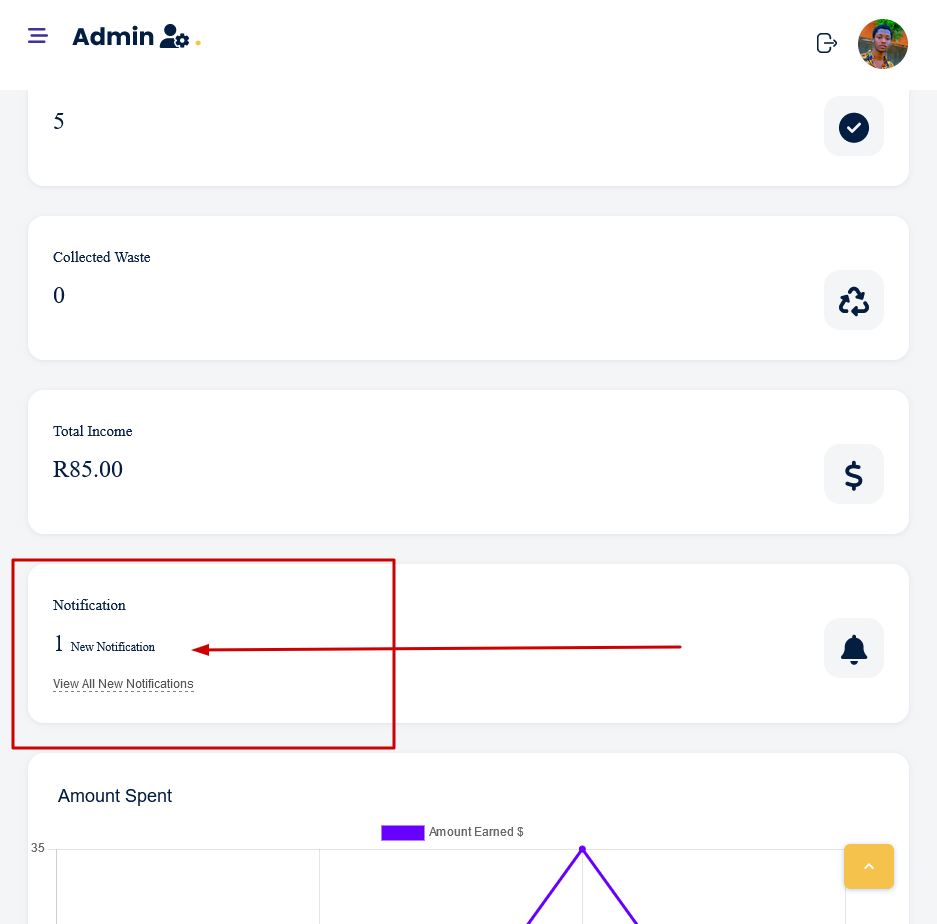 Admin
5
Collected Waste
0
Total Income
R85.00
Notification
1 New Notification
View All New Notifications
Amount Spent
Amount Earned $
35